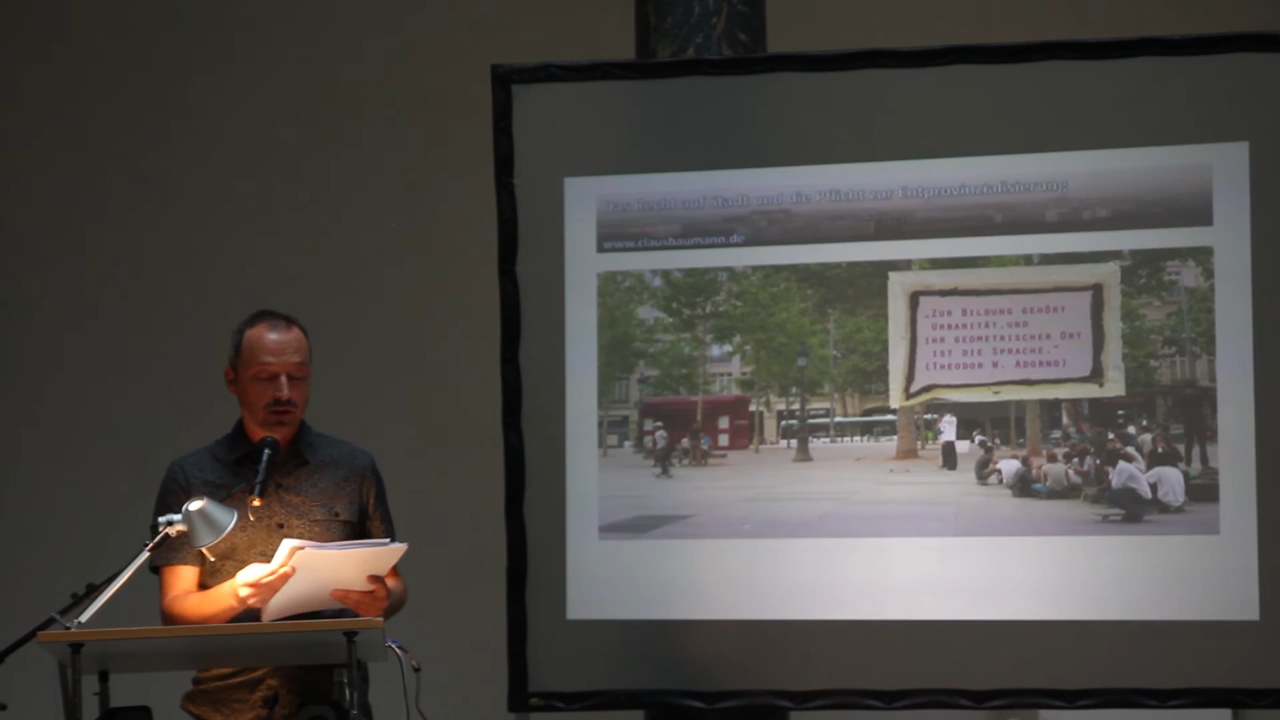 Das Recht auf Stadt und die Pflicht zur Entprovinzialisierung
www.clausbaumann.de
„Zur Bildung gehört
Urbanität, und
ihr geometrischer Ort
ist die Sprache.“
(Theodor W. Adorno)